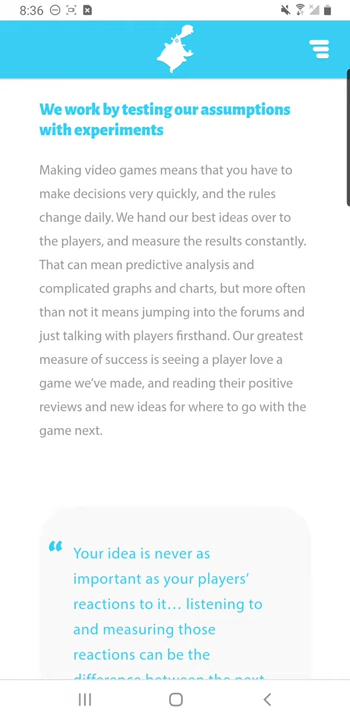 8:36
We work by testing our assumptions
with experiments
Making video games means that you have to
make decisions very quickly, and the rules
change daily. We hand our best ideas over to
the players, and measure the results constantly.
That can mean predictive analysis and
complicated graphs and charts, but more often
than not it means jumping into the forums and
just talking with players firsthand. Our greatest
measure of success is seeing a player love a
game we've made, and reading their positive
reviews and new ideas for where to go with the
game next.
“
Your idea is never as
important as your players'
reactions to it... listening to
and measuring those
reactions can be the
difference between the next